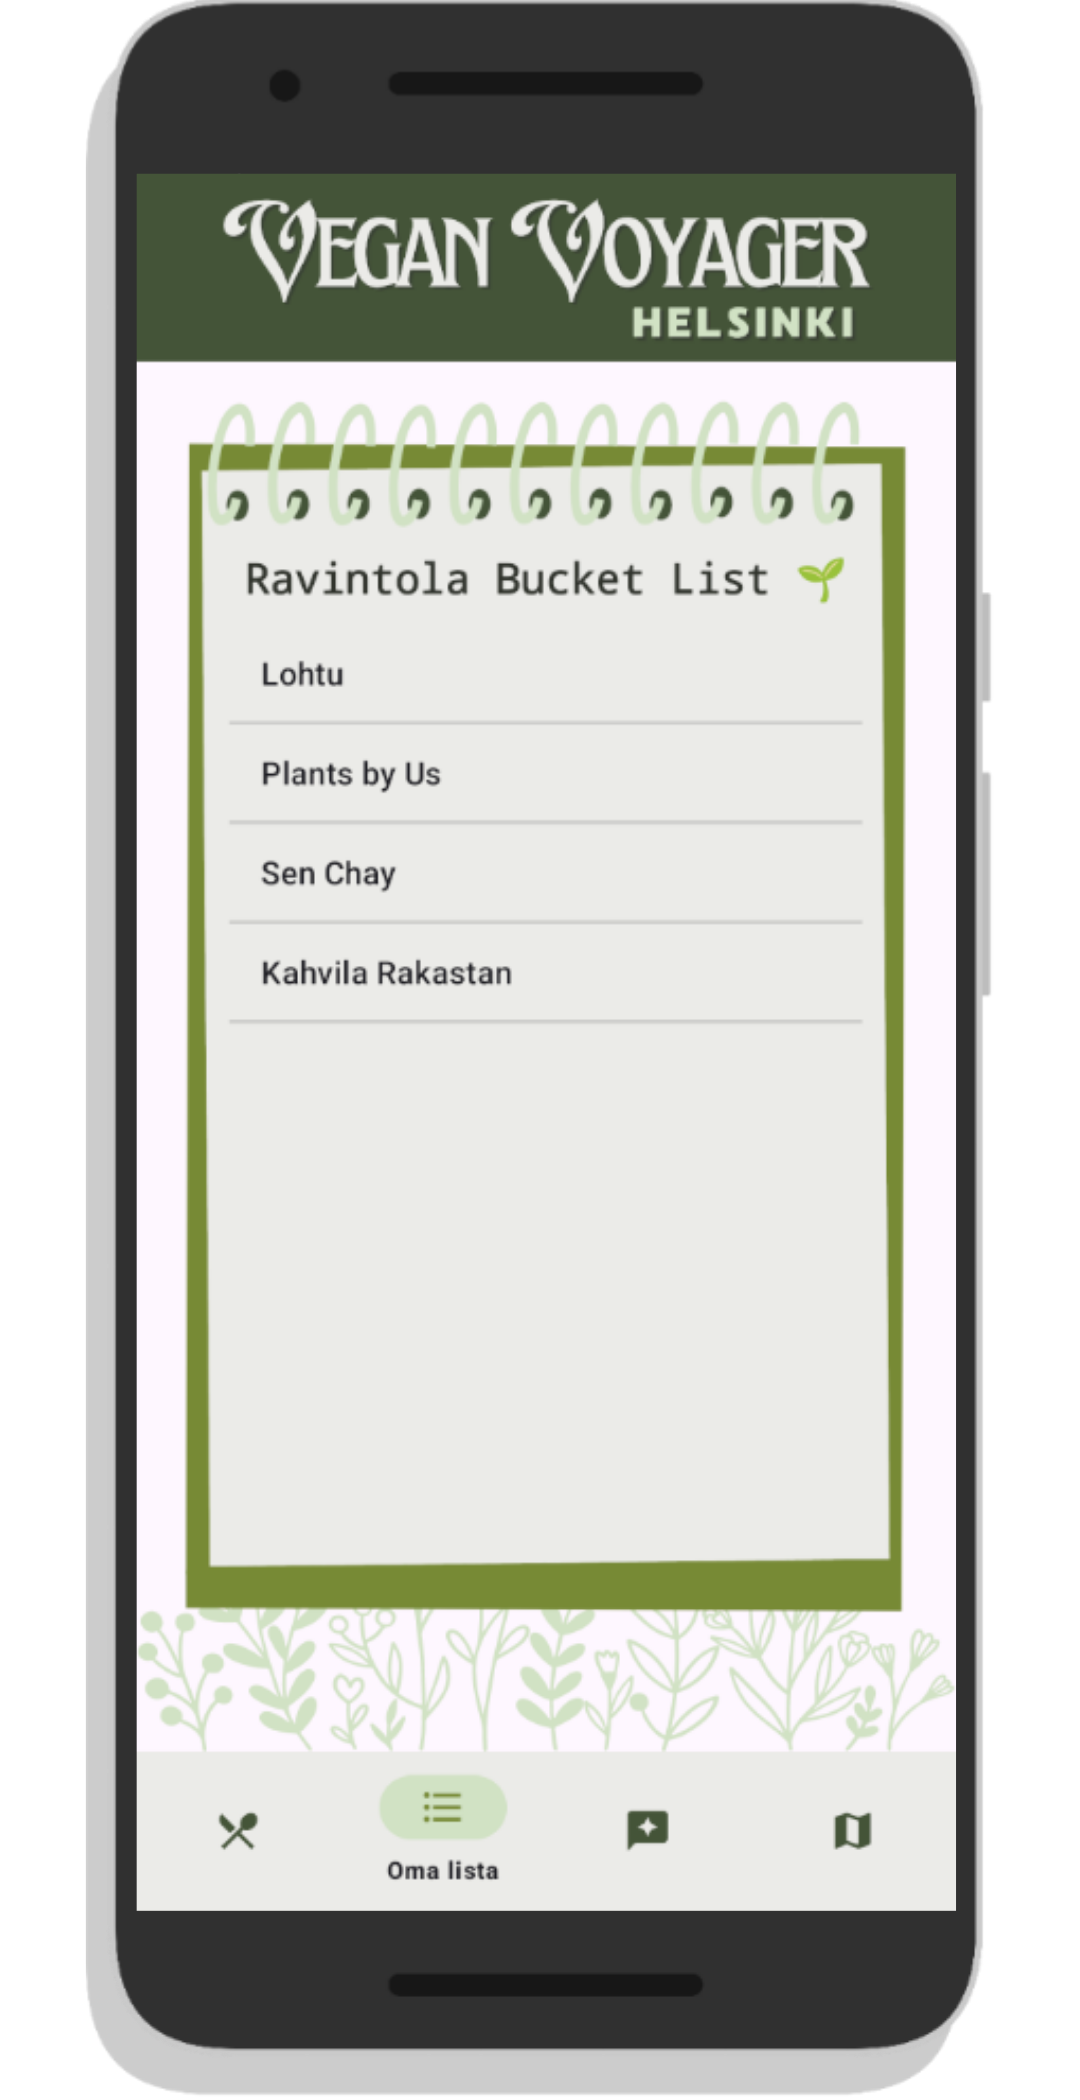 VEGAN VOYAGER
HELSINKI
Ravintola Bucket List 🌱
Lohtu
Plants by Us
Sen Chay
Kahvila Rakastan
Oma lista